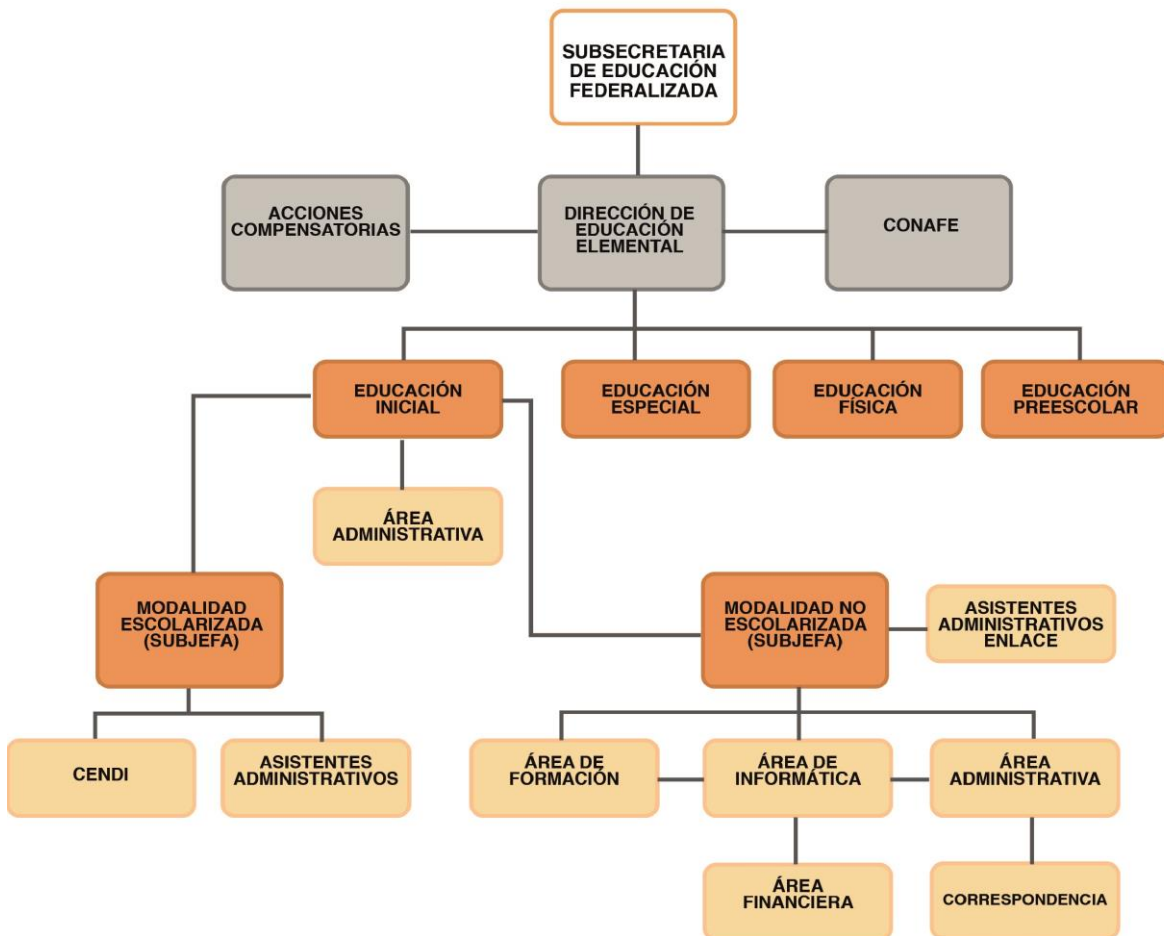 SUBSECRETARIA
DE EDUCACIÓN
FEDERALIZADA
ACCIONES
COMPENSATORIAS
DIRECCIÓN DE
EDUCACIÓN
ELEMENTAL
CONAFE
EDUCACIÓN
INICIAL
EDUCACIÓN
ESPECIAL
EDUCACIÓN
FÍSICA
EDUCACIÓN
PREESCOLAR
ÁREA
ADMINISTRATIVA
MODALIDAD
ESCOLARIZADA
(SUBJEFA)
MODALIDAD NO
ESCOLARIZADA
(SUBJEFA)
ASISTENTES
ADMINISTRATIVOS
ENLACE
CENDI
ASISTENTES
ADMINISTRATIVOS
ÁREA DE
FORMACIÓN
ÁREA DE
INFORMÁTICA
ÁREA
ADMINISTRATIVA
ÁREA
FINANCIERA
CORRESPONDENCIA